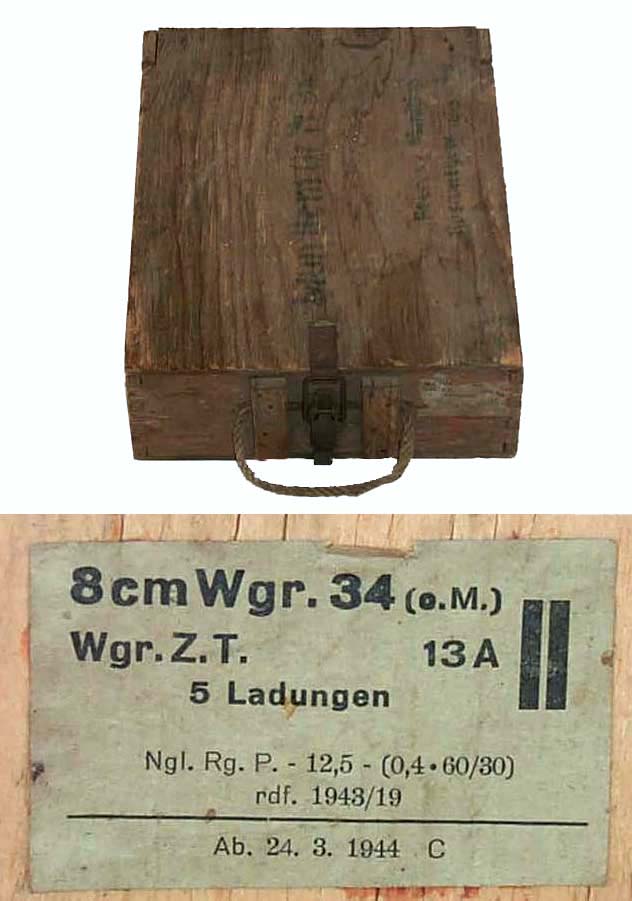 8cm Wgr. 34 (o.M.)
Wgr. Z.T. 13 A II
5 Ladungen
Ngl. Rg. P. - 12,5 - (0,4 • 60/30)
rdf. 1943/19
Ab. 24. 3. 1944 C